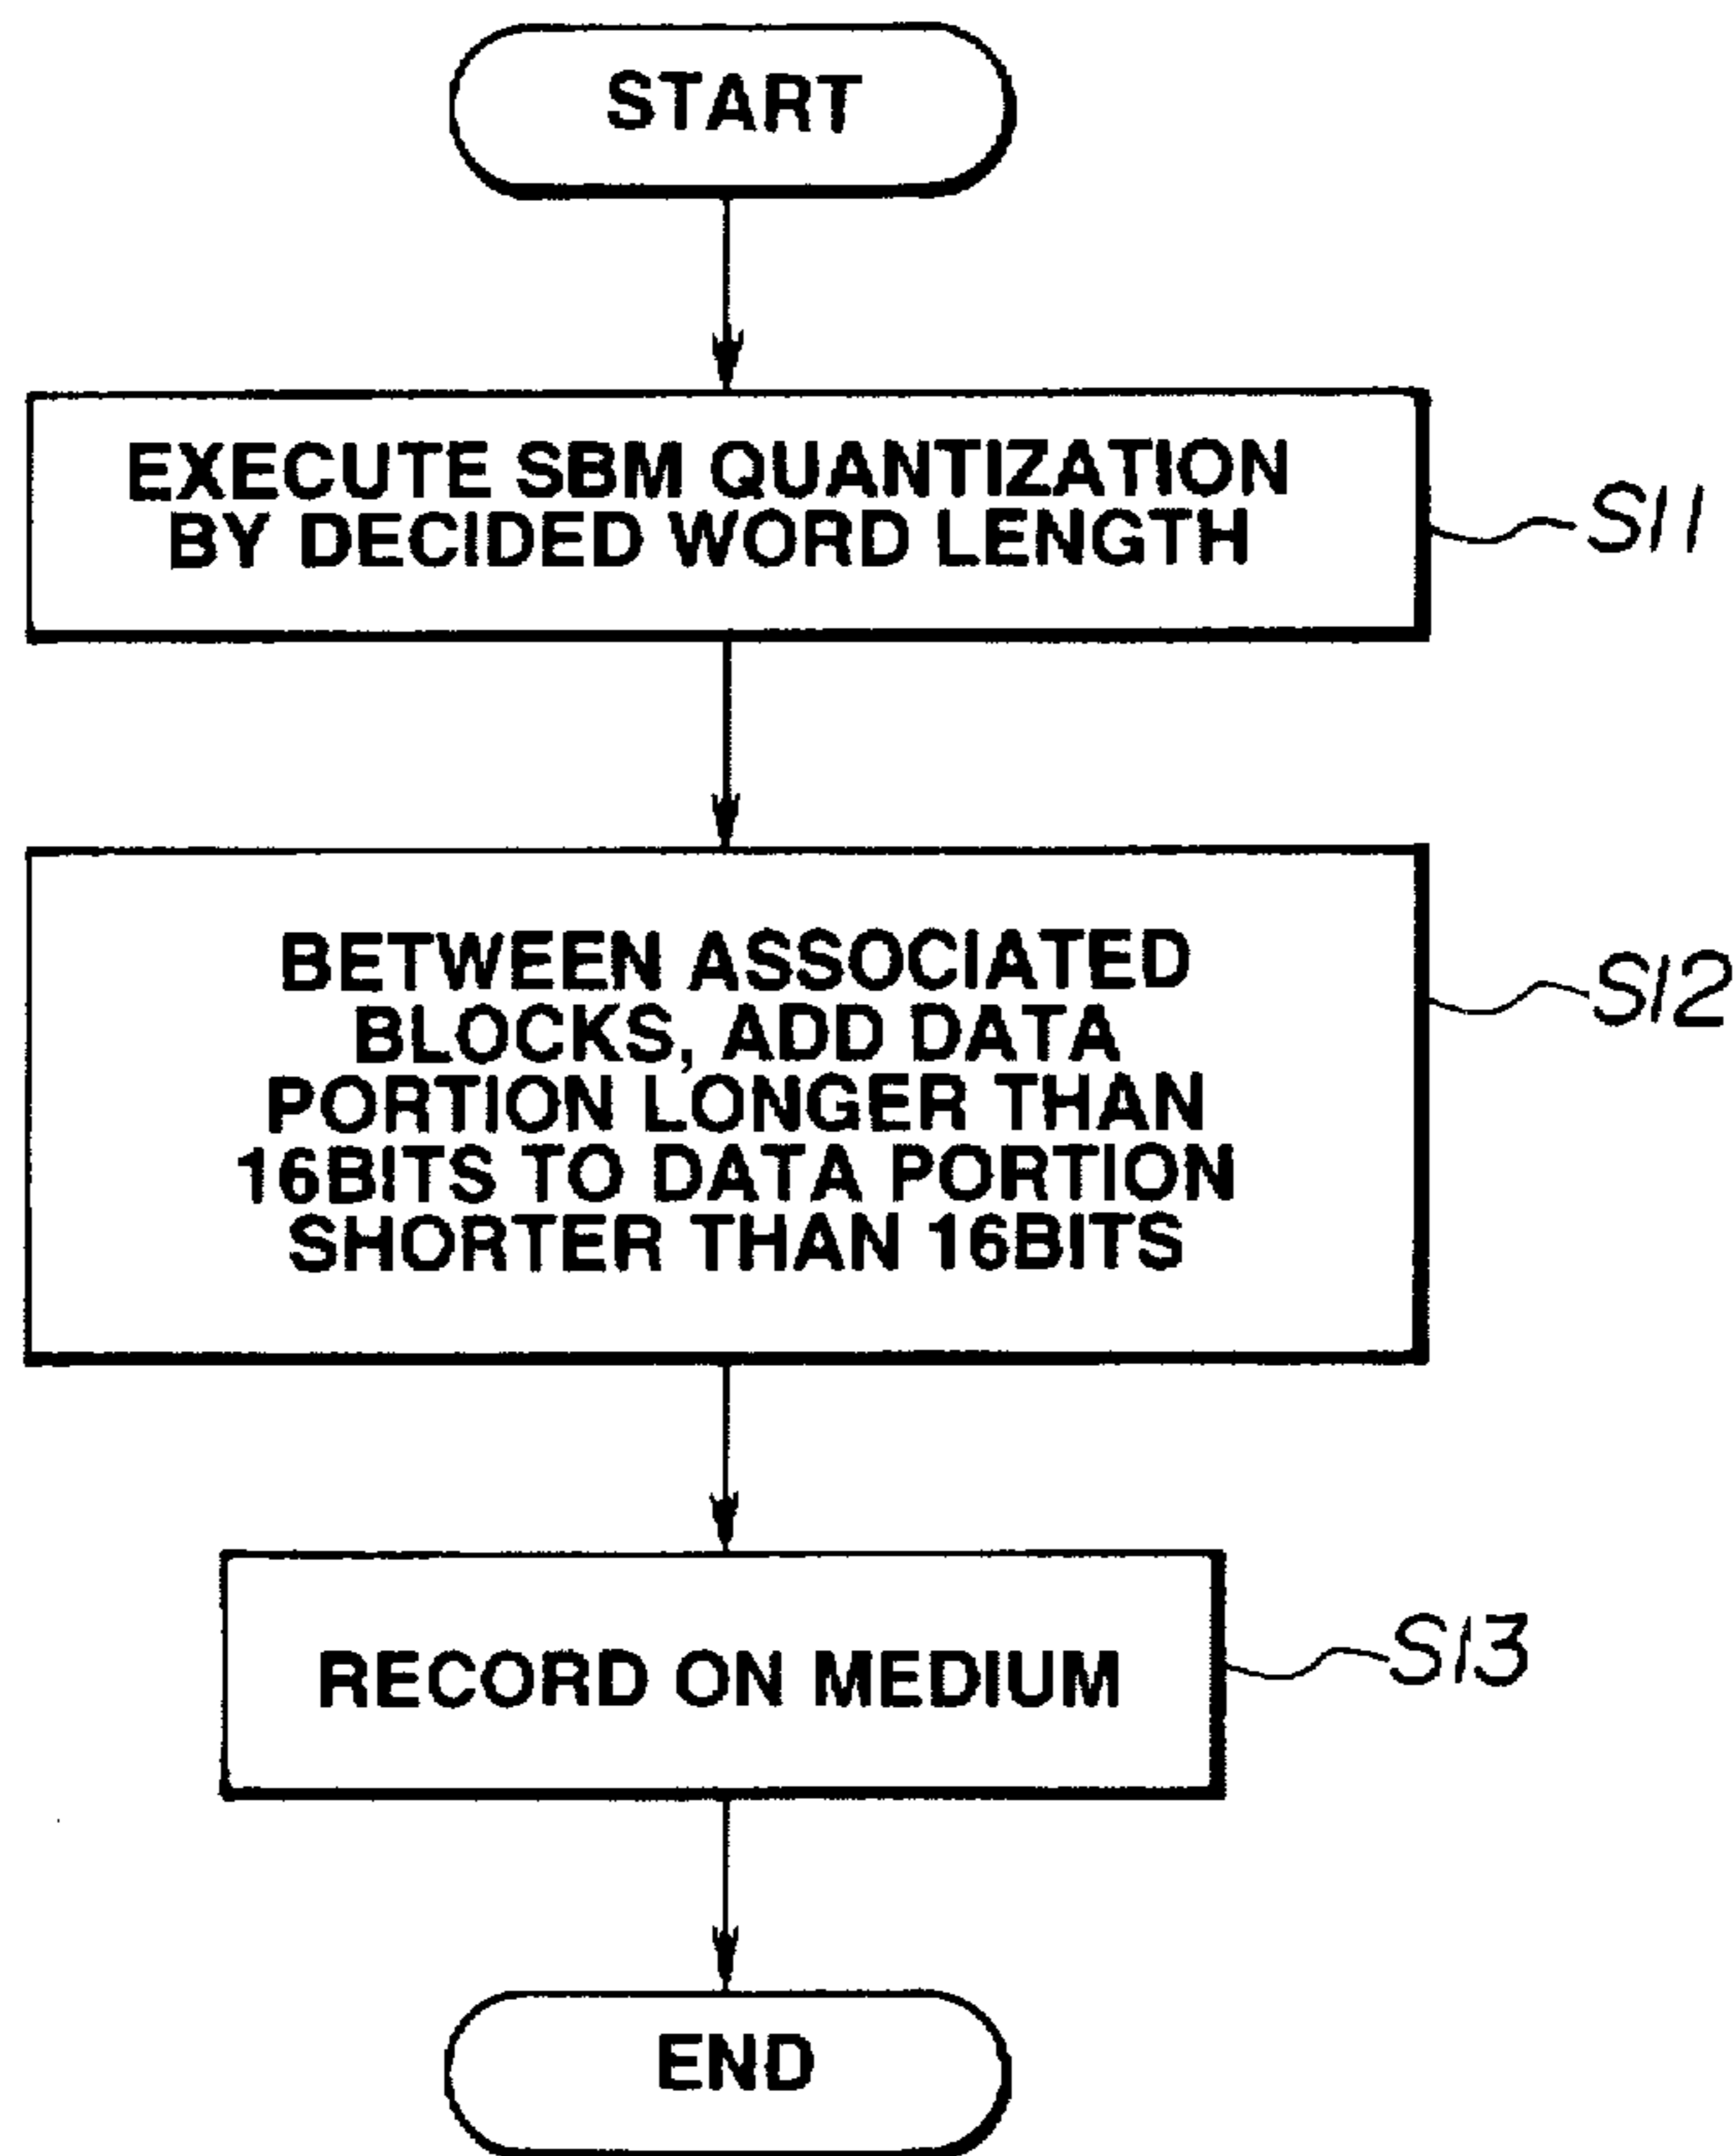 START
EXECUTE SBM QUANTIZATION
BY DECIDED WORD LENGTH
S11
BETWEEN ASSOCIATED
BLOCKS, ADD DATA
PORTION LONGER THAN
16BITS TO DATA PORTION
SHORTER THAN 16BITS
S12
RECORD ON MEDIUM
S13
END